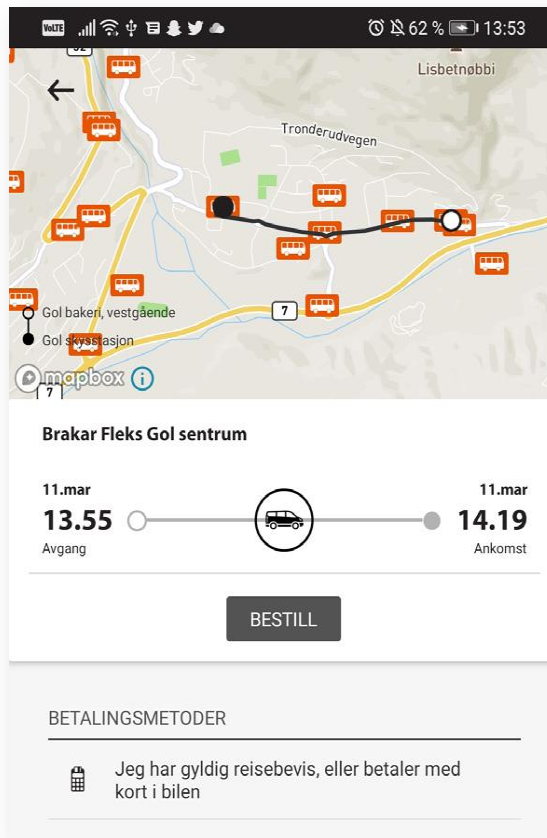 VoLTE
62 % 13:53
52
Lisbetnøbbi
Tronderudvegen
7
Gol bakeri, vestgående
Gol skysstasjon
mapbox
7
Brakar Fleks Gol sentrum
11.mar 11.mar
13.55 14.19
Avgang Ankomst
BESTILL
BETALINGSMETODER
Jeg har gyldig reisebevis, eller betaler med
kort i bilen